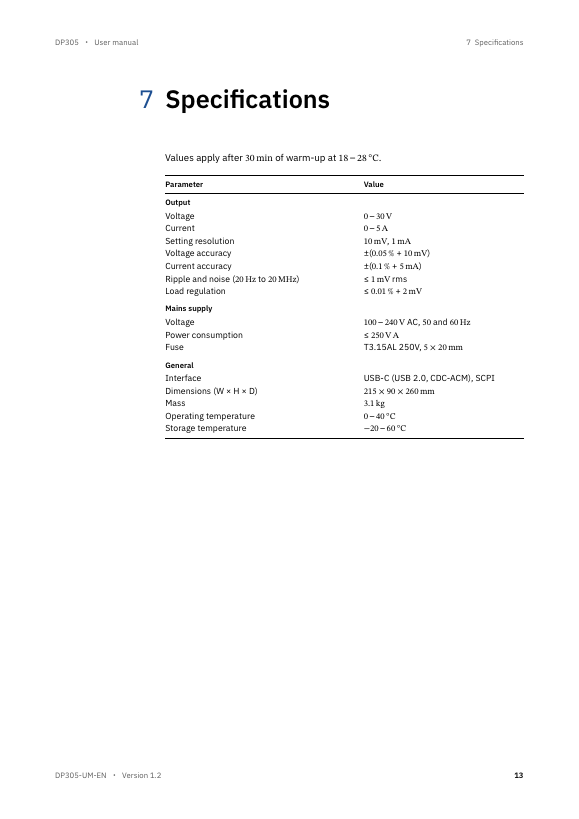 DP305 • User manual 7 Specifications
7 Specifications
Values apply after 30 min of warm-up at 18 – 28 °C.
Parameter Value
Output
Voltage 0 – 30 V
Current 0 – 5 A
Setting resolution 10 mV, 1 mA
Voltage accuracy ±(0.05 % + 10 mV)
Current accuracy ±(0.1 % + 5 mA)
Ripple and noise (20 Hz to 20 MHz) ≤ 1 mV rms
Load regulation ≤ 0.01 % + 2 mV
Mains supply
Voltage 100 – 240 V AC, 50 and 60 Hz
Power consumption ≤ 250 V A
Fuse T3.15AL 250V, 5 × 20 mm
General
Interface USB-C (USB 2.0, CDC-ACM), SCPI
Dimensions (W × H × D) 215 × 90 × 260 mm
Mass 3.1 kg
Operating temperature 0 – 40 °C
Storage temperature −20 – 60 °C
DP305-UM-EN • Version 1.2 13